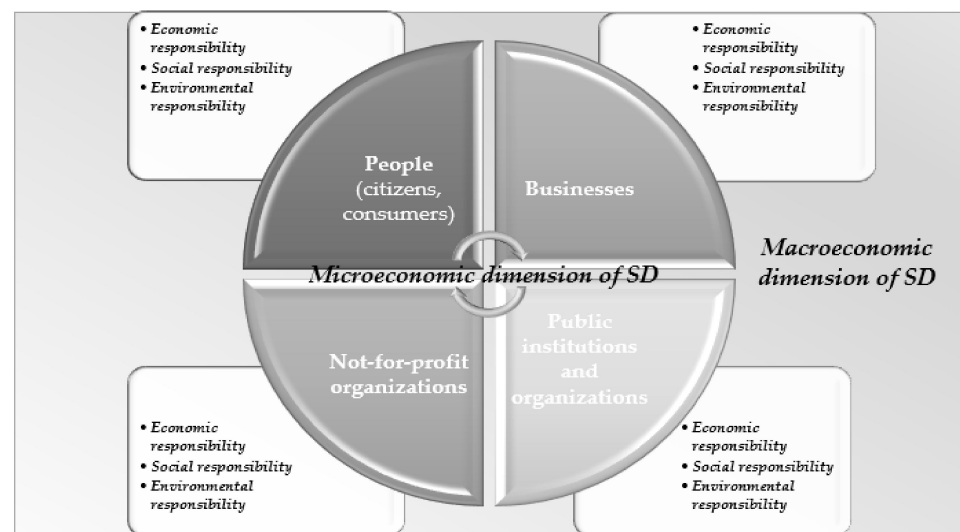 • Economic
responsibility
• Social responsibility
• Environmental
responsibility
• Economic
responsibility
• Social responsibility
• Environmental
responsibility
People
(citizens,
consumers)
Businesses
Microeconomic dimension of SD
Macroeconomic
dimension of SD
Not-for-profit
organizations
Public
institutions
and
organizations
• Economic
responsibility
• Social responsibility
• Environmental
responsibility
• Economic
responsibility
• Social responsibility
• Environmental
responsibility